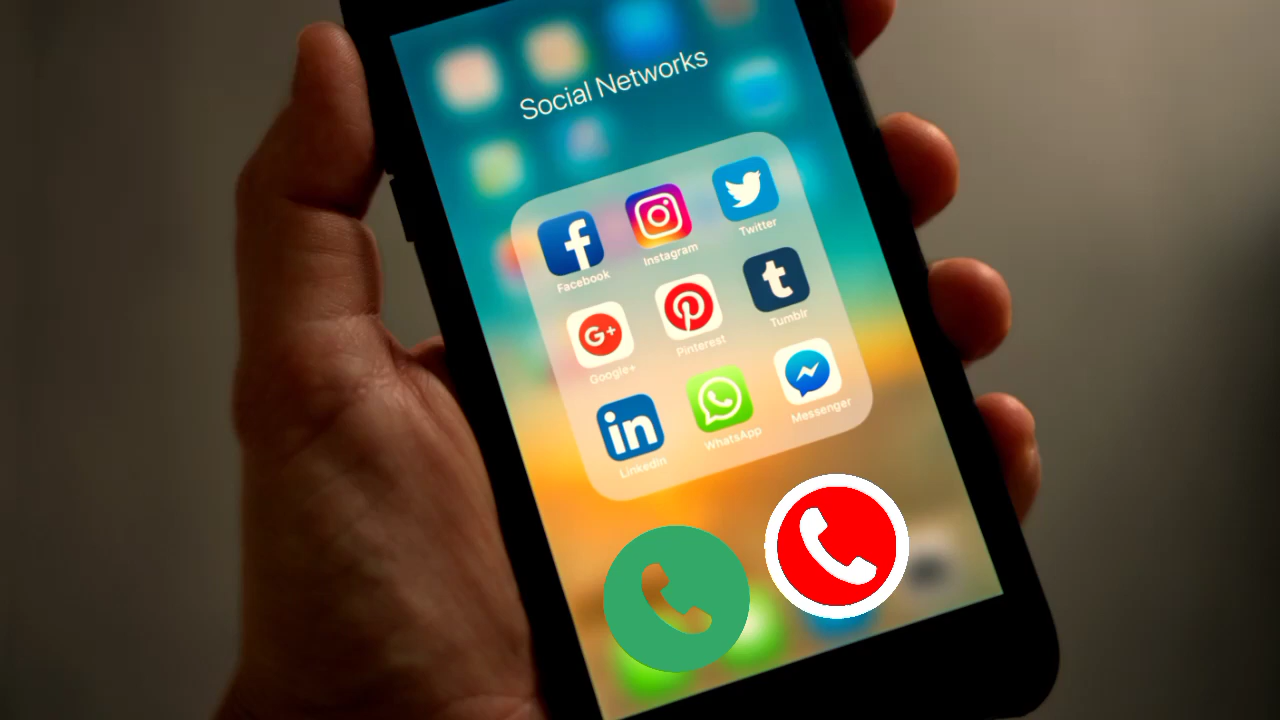 Social Networks
Facebook
Instagram
Twitter
Google+
Pinterest
Tumblr
LinkedIn
WhatsApp
Messenger